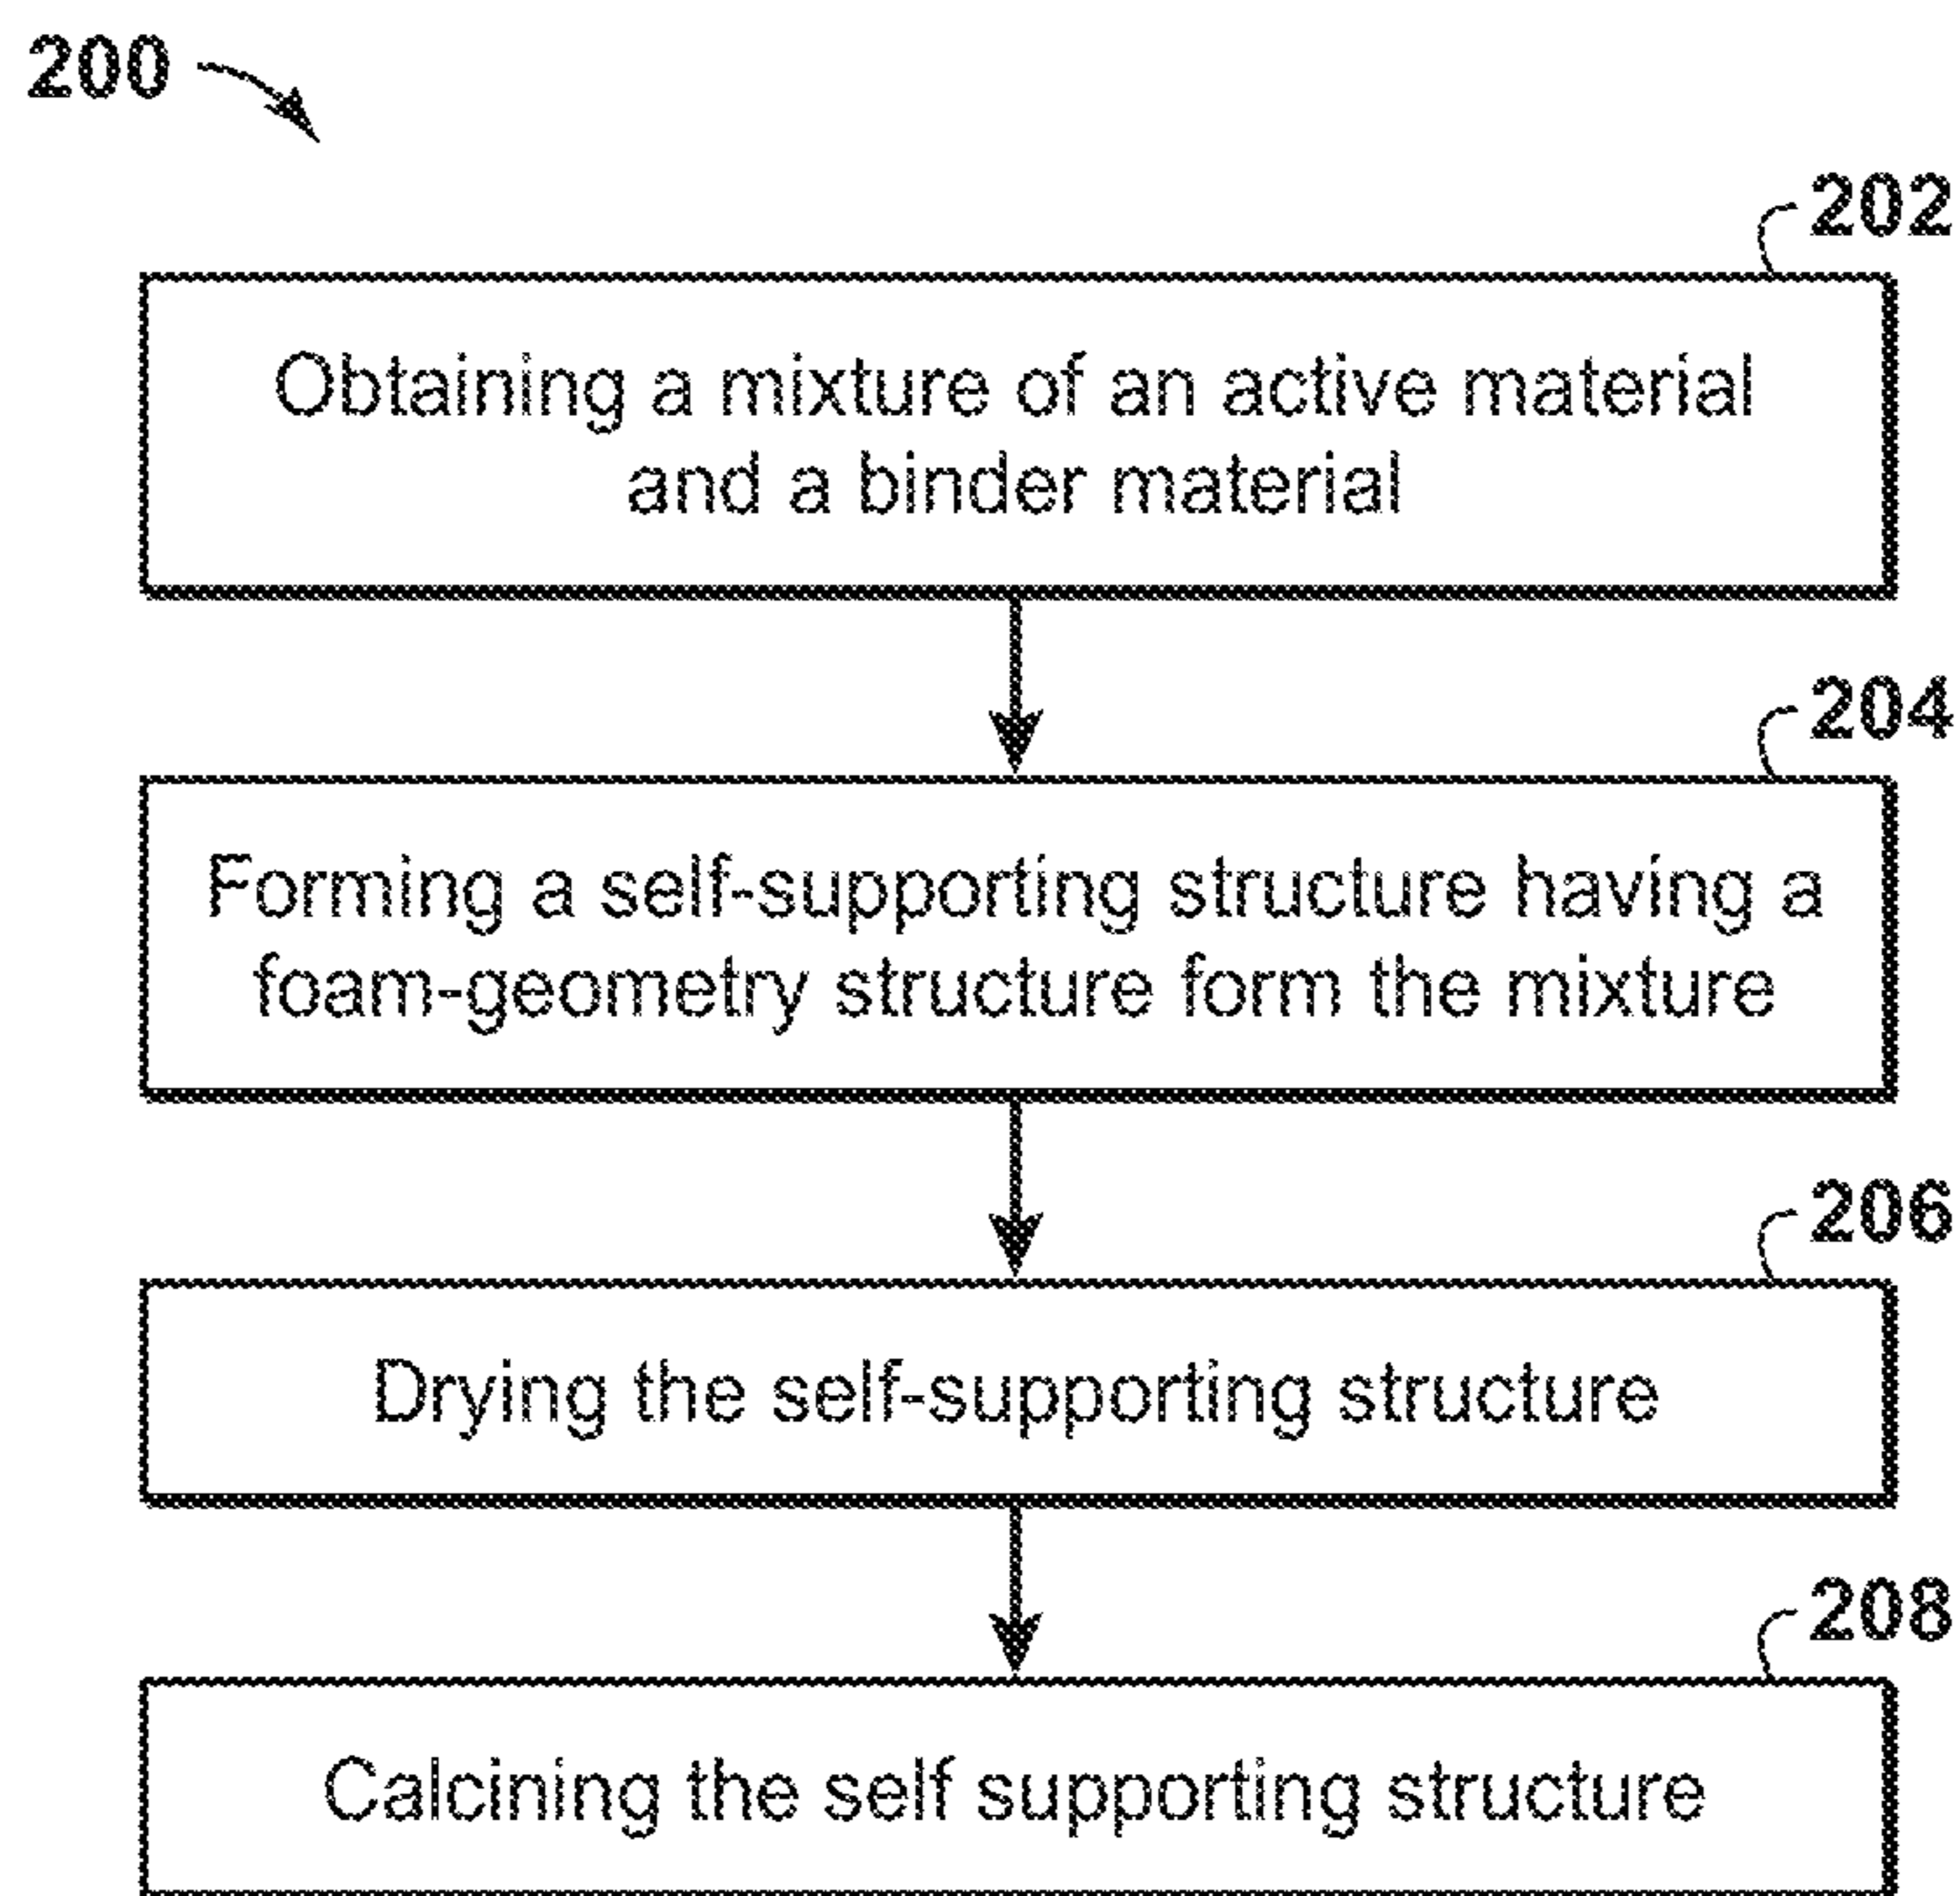 200
202
Obtaining a mixture of an active material
and a binder material
204
Forming a self-supporting structure having a
foam-geometry structure form the mixture
206
Drying the self-supporting structure
208
Calcining the self supporting structure